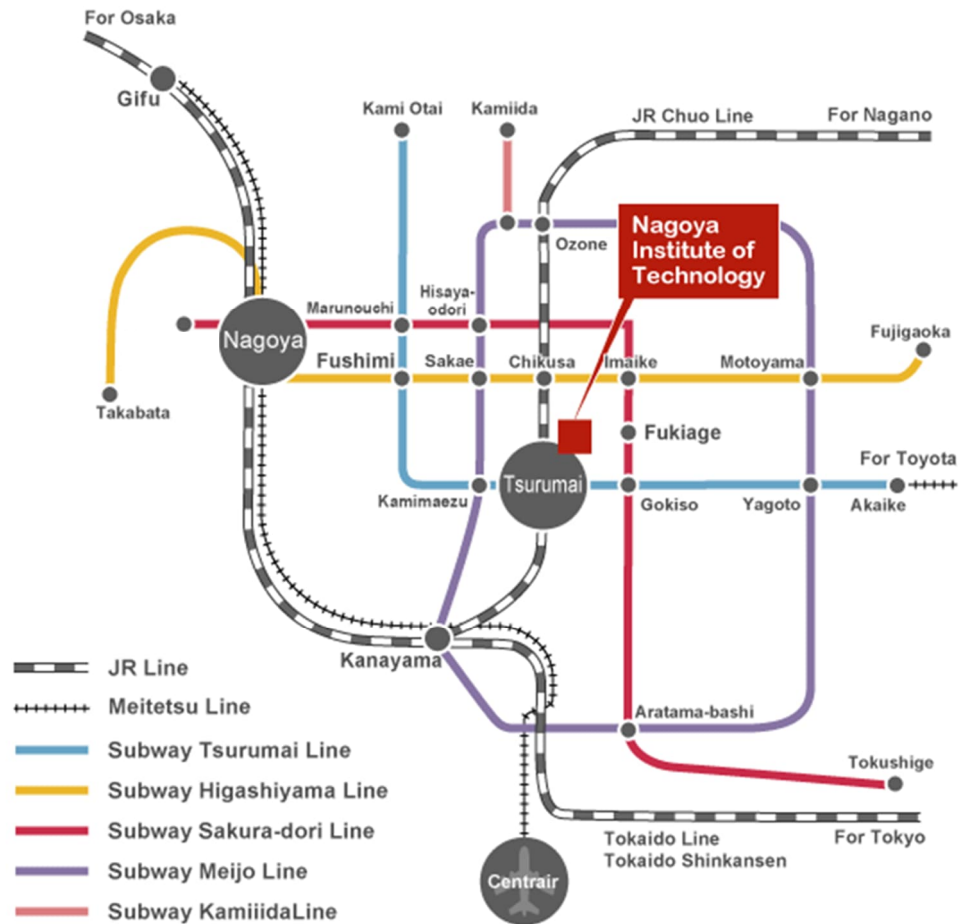 For Osaka
Gifu
Kami Otai
Kamiida
JR Chuo Line
For Nagano
Nagoya
Institute of
Technology
Ozone
Hisaya-
odori
Marunouchi
Nagoya
Fushimi
Sakae
Chikusa
Imaike
Motoyama
Fujigaoka
Takabata
Fukiage
For Toyota
Tsurumai
Kamimaezu
Gokiso
Yagoto
Akaike
Kanayama
JR Line
Meitetsu Line
Subway Tsurumai Line
Subway Higashiyama Line
Subway Sakura-dori Line
Subway Meijo Line
Subway KamiiidaLine
Aratama-bashi
Tokushige
Tokaido Line
Tokaido Shinkansen
For Tokyo
Centrair